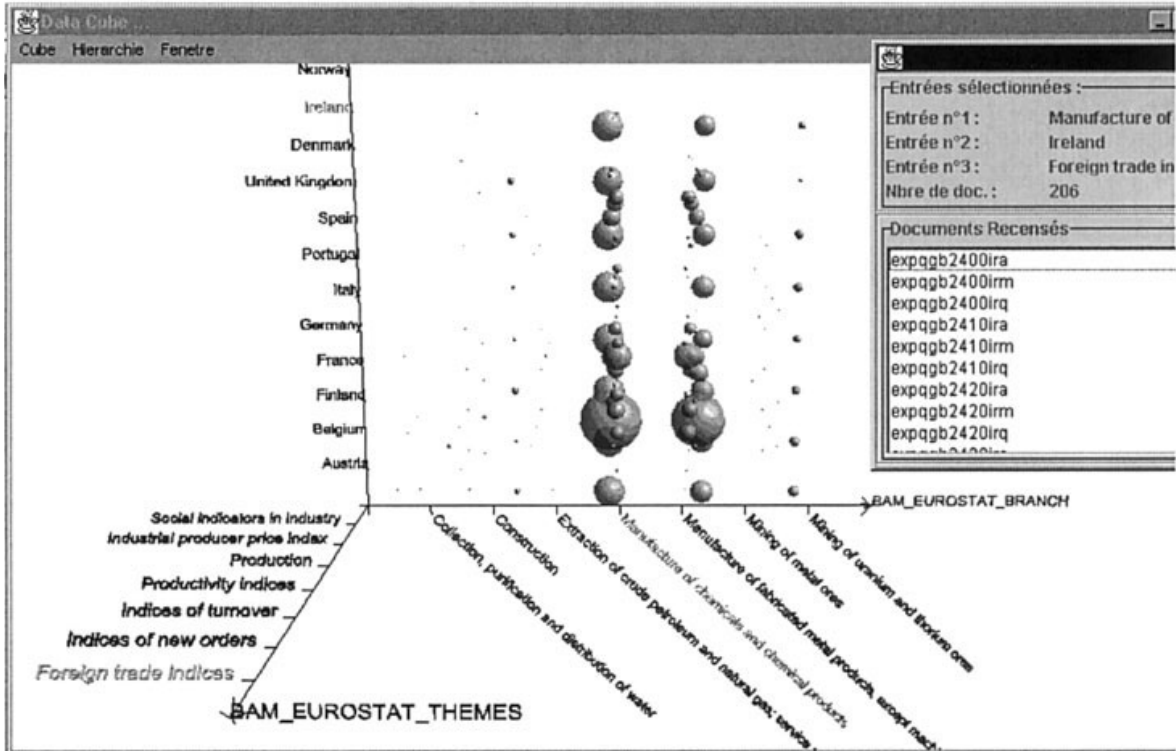 Data Cube ...
Cube Hierarchie Fenetre
Norway
Ireland
Denmark
United Kingdom
Spain
Portugal
Italy
Germany
France
Finland
Belgium
Austria
Social indicators in industry
Industrial producer price index
Production
Productivity indices
Indices of turnover
Indices of new orders
Foreign trade indices
BAM_EUROSTAT_THEMES
BAM_EUROSTAT_BRANCH
Collection, purification and distribution of water
Construction
Extraction of crude petroleum and natural gas; service
Manufacture of chemicals and chemical products
Manufacture of fabricated metal products, except mach
Mining of metal ores
Mining of uranium and thorium ores
Entrées sélectionnées :
Entrée n°1 : Manufacture of
Entrée n°2 : Ireland
Entrée n°3 : Foreign trade in
Nbre de doc. : 206
Documents Recensés
expqgb2400ira
expqgb2400irm
expqgb2400irq
expqgb2410ira
expqgb2410irm
expqgb2410irq
expqgb2420ira
expqgb2420irm
expqgb2420irq